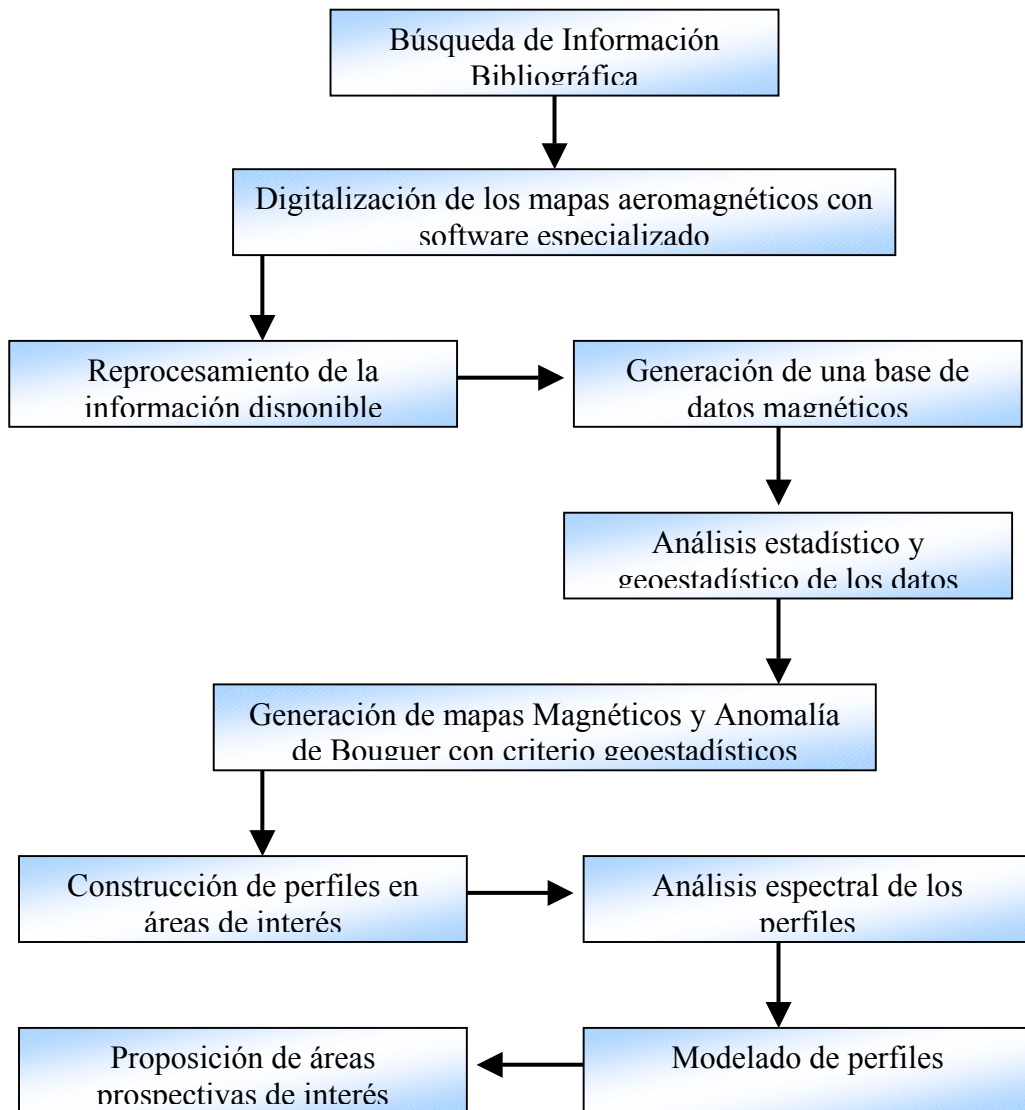 Búsqueda de Información
Bibliográfica
Digitalización de los mapas aeromagnéticos con
software especializado
Reprocesamiento de la
información disponible
Generación de una base de
datos magnéticos
Análisis estadístico y
geoestadístico de los datos
Generación de mapas Magnéticos y Anomalía
de Bouguer con criterio geoestadísticos
Construcción de perfiles en
áreas de interés
Análisis espectral de los
perfiles
Proposición de áreas
prospectivas de interés
Modelado de perfiles